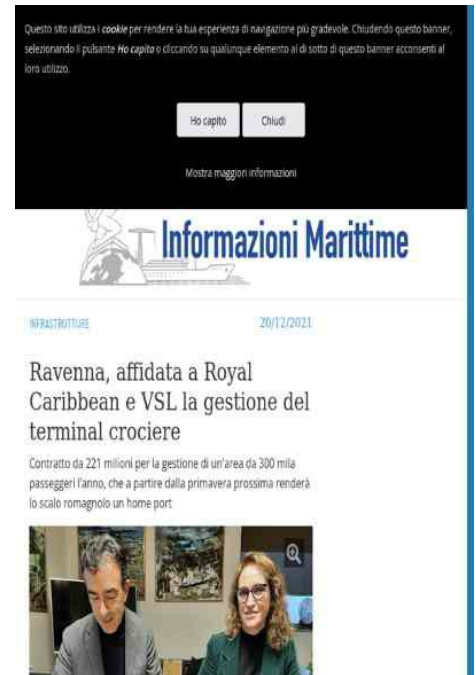 Questo sito utilizza i cookie per rendere la tua esperienza di navigazione più gradevole. Chiudendo questo banner,
selezionando il pulsante Ho capito o cliccando su qualunque elemento al di sotto di questo banner acconsenti al
loro utilizzo.
Ho capito
Chiudi
Mostra maggiori informazioni
Informazioni Marittime
INFRASTRUTTURE
20/12/2021
Ravenna, affidata a Royal
Caribbean e VSL la gestione del
terminal crociere
Contratto da 221 milioni per la gestione di un'area da 300 mila
passeggeri l'anno, che a partire dalla primavera prossima renderà
lo scalo romagnolo un home port